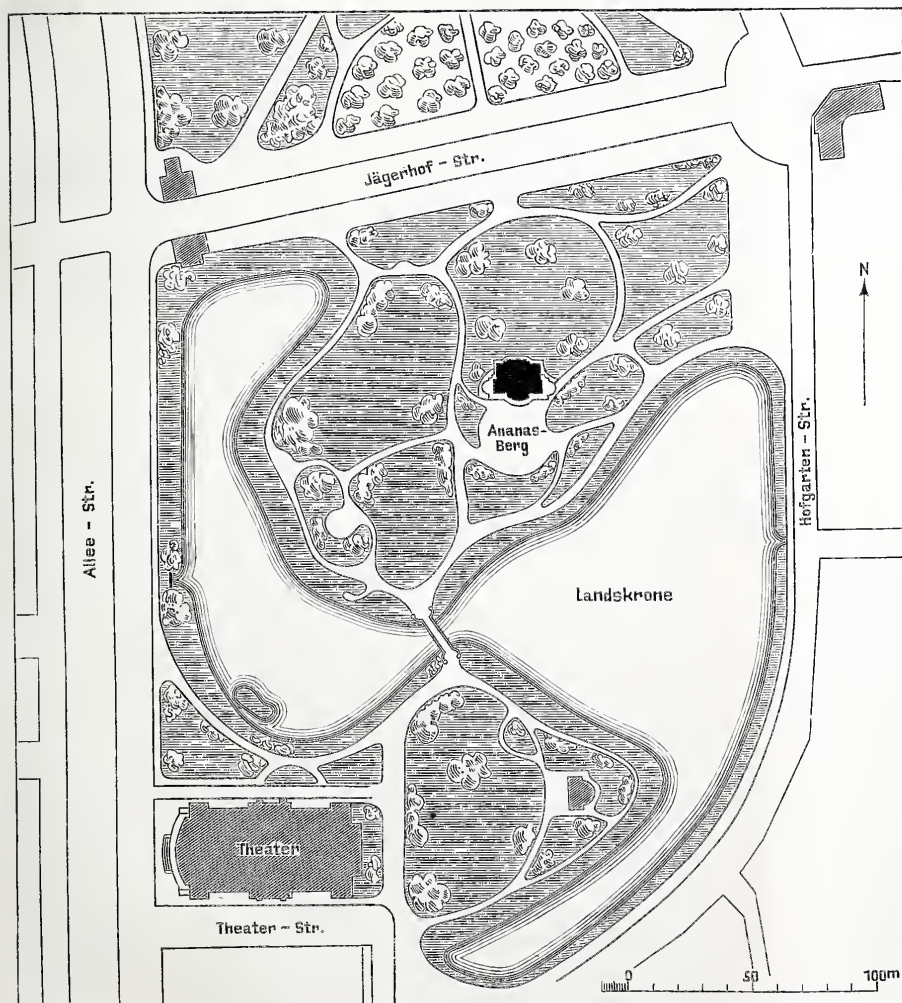 Jägerhof - Str.
N
Ananas-
Berg
Hofgarten - Str.
Allee - Str.
Landskrone
Theater
Theater - Str.
0 50 100m